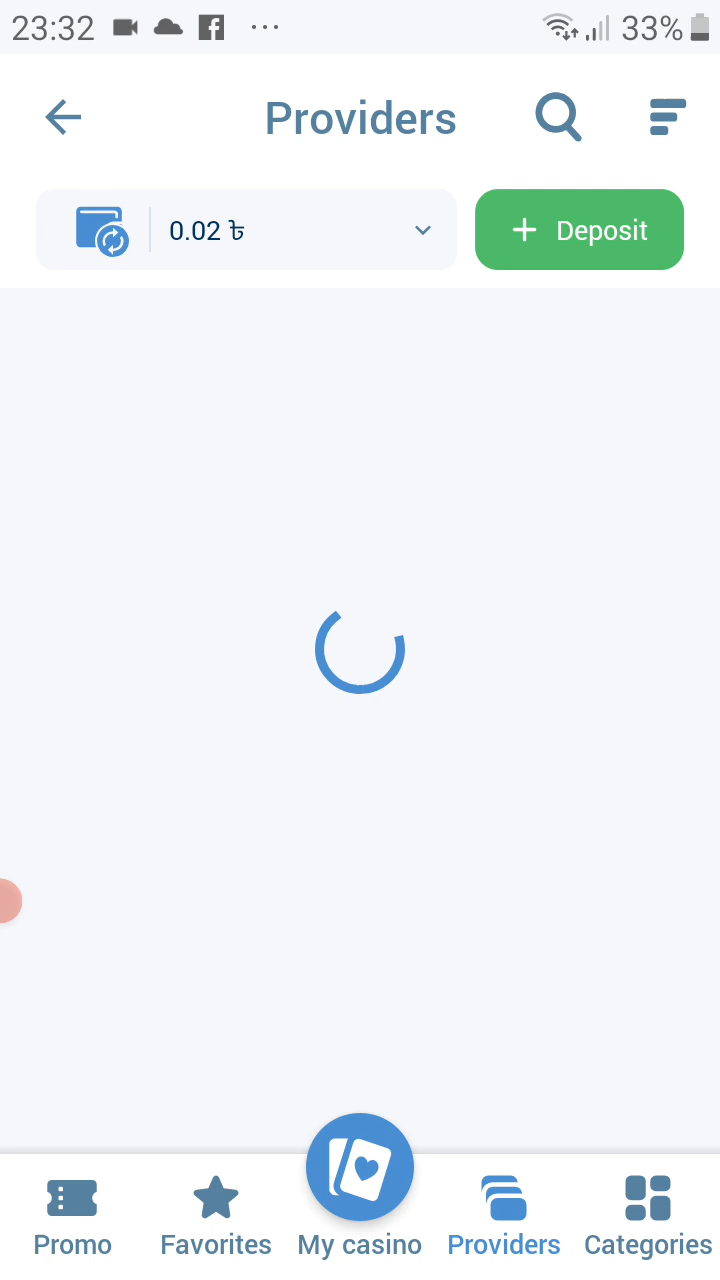 23:32 33%
Providers
0.02 ৳
Deposit
Promo Favorites My casino Providers Categories